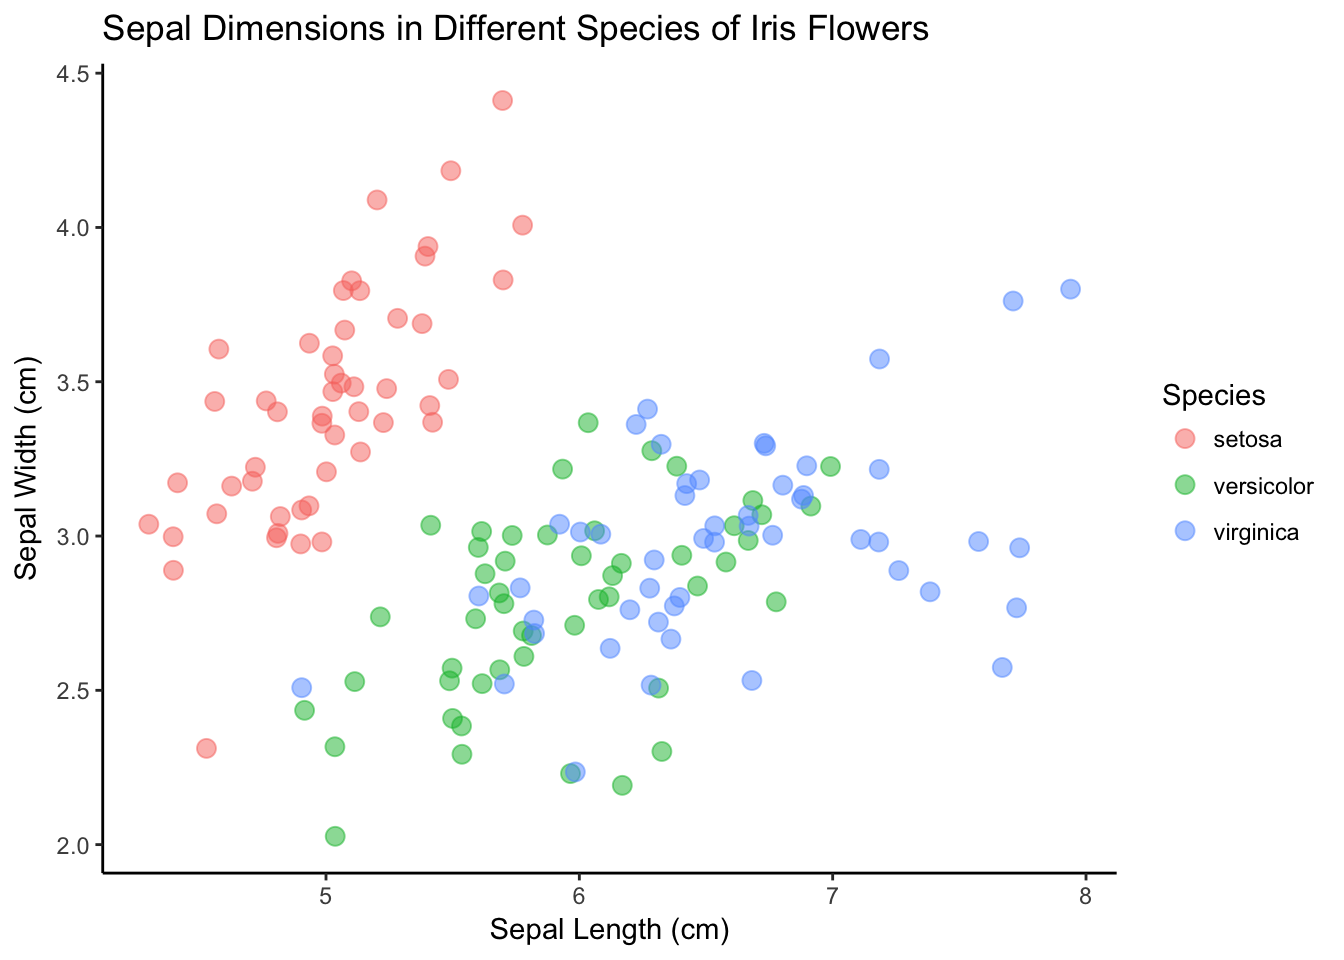 Sepal Dimensions in Different Species of Iris Flowers
4.5
4.0
3.5
3.0
2.5
2.0
Sepal Width (cm)
5 6 7 8
Sepal Length (cm)
Species
setosa
versicolor
virginica